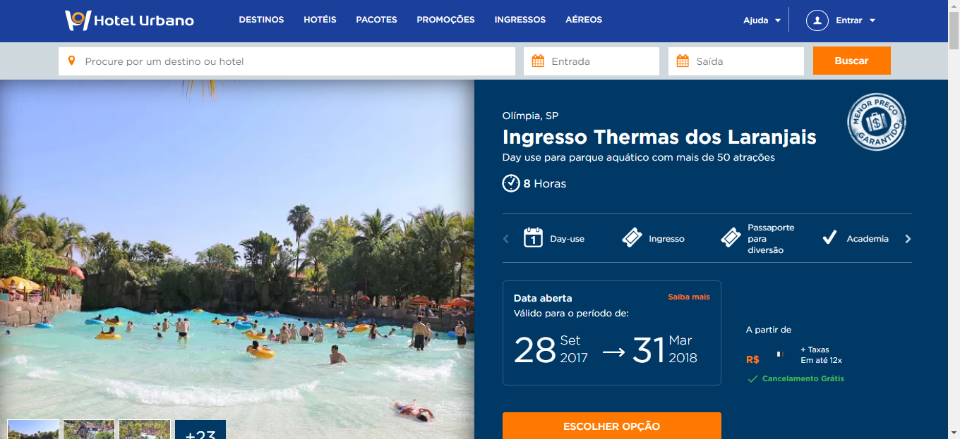 Hotel Urbano
DESTINOS HOTÉIS PACOTES PROMOÇÕES INGRESSOS AÉREOS
Ajuda Entrar
Procure por um destino ou hotel
Entrada
Saída
Buscar
Olímpia, SP
Ingresso Thermas dos Laranjais
Day use para parque aquático com mais de 50 atrações
MENOR PREÇO
GARANTIDO
8 Horas
1
Day-use
Ingresso
Passaporte
para
diversão
Academia
Data aberta
Saiba mais
Válido para o período de:
28 Set
2017
31 Mar
2018
A partir de
R$
+ Taxas
Em até 12x
Cancelamento Grátis
+23
ESCOLHER OPÇÃO